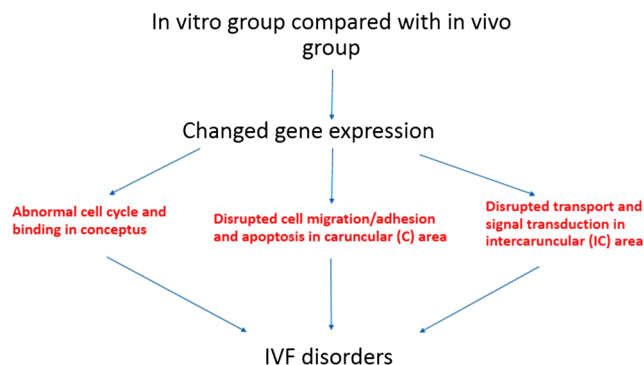 In vitro group compared with in vivo
group
Changed gene expression
Abnormal cell cycle and
binding in conceptus
Disrupted cell migration/adhesion
and apoptosis in caruncular (C) area
Disrupted transport and
signal transduction in
intercaruncular (IC) area
IVF disorders